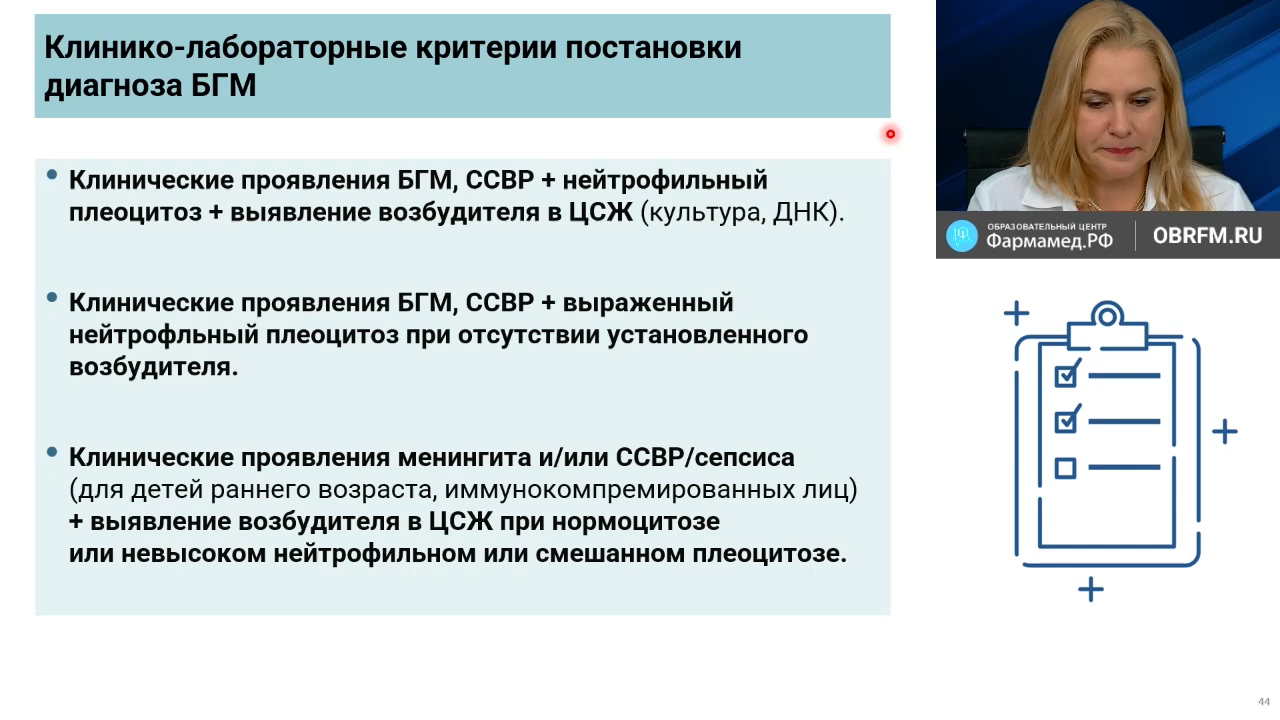 Клинико-лабораторные критерии постановки
диагноза БГМ
ОБРАЗОВАТЕЛЬНЫЙ ЦЕНТР
Фармамед.РФ
OBRFM.RU
Клинические проявления БГМ, ССВР + нейтрофильный
плеоцитоз + выявление возбудителя в ЦСЖ (культура, ДНК).
Клинические проявления БГМ, ССВР + выраженный
нейтрофльный плеоцитоз при отсутствии установленного
возбудителя.
Клинические проявления менингита и/или ССВР/сепсиса
(для детей раннего возраста, иммунокомпремированных лиц)
+ выявление возбудителя в ЦСЖ при нормоцитозе
или невысоком нейтрофильном или смешанном плеоцитозе.
44